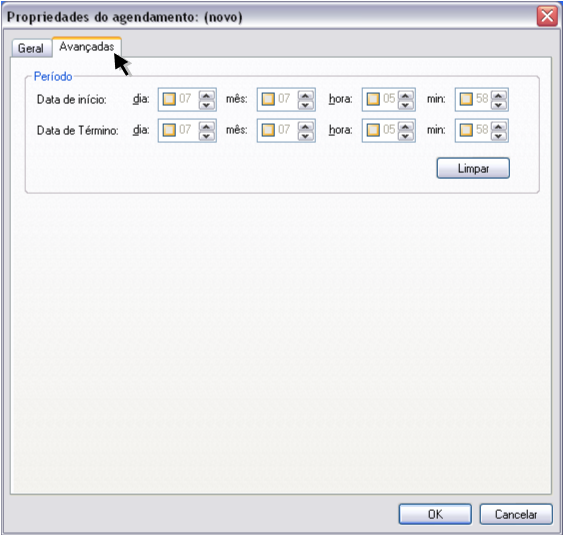 Propriedades do agendamento: (novo)
Geral Avançadas
Período
Data de início: dia: 07 mês: 07 hora: 05 min: 58
Data de Término: dia: 07 mês: 07 hora: 05 min: 58
Limpar
OK Cancelar